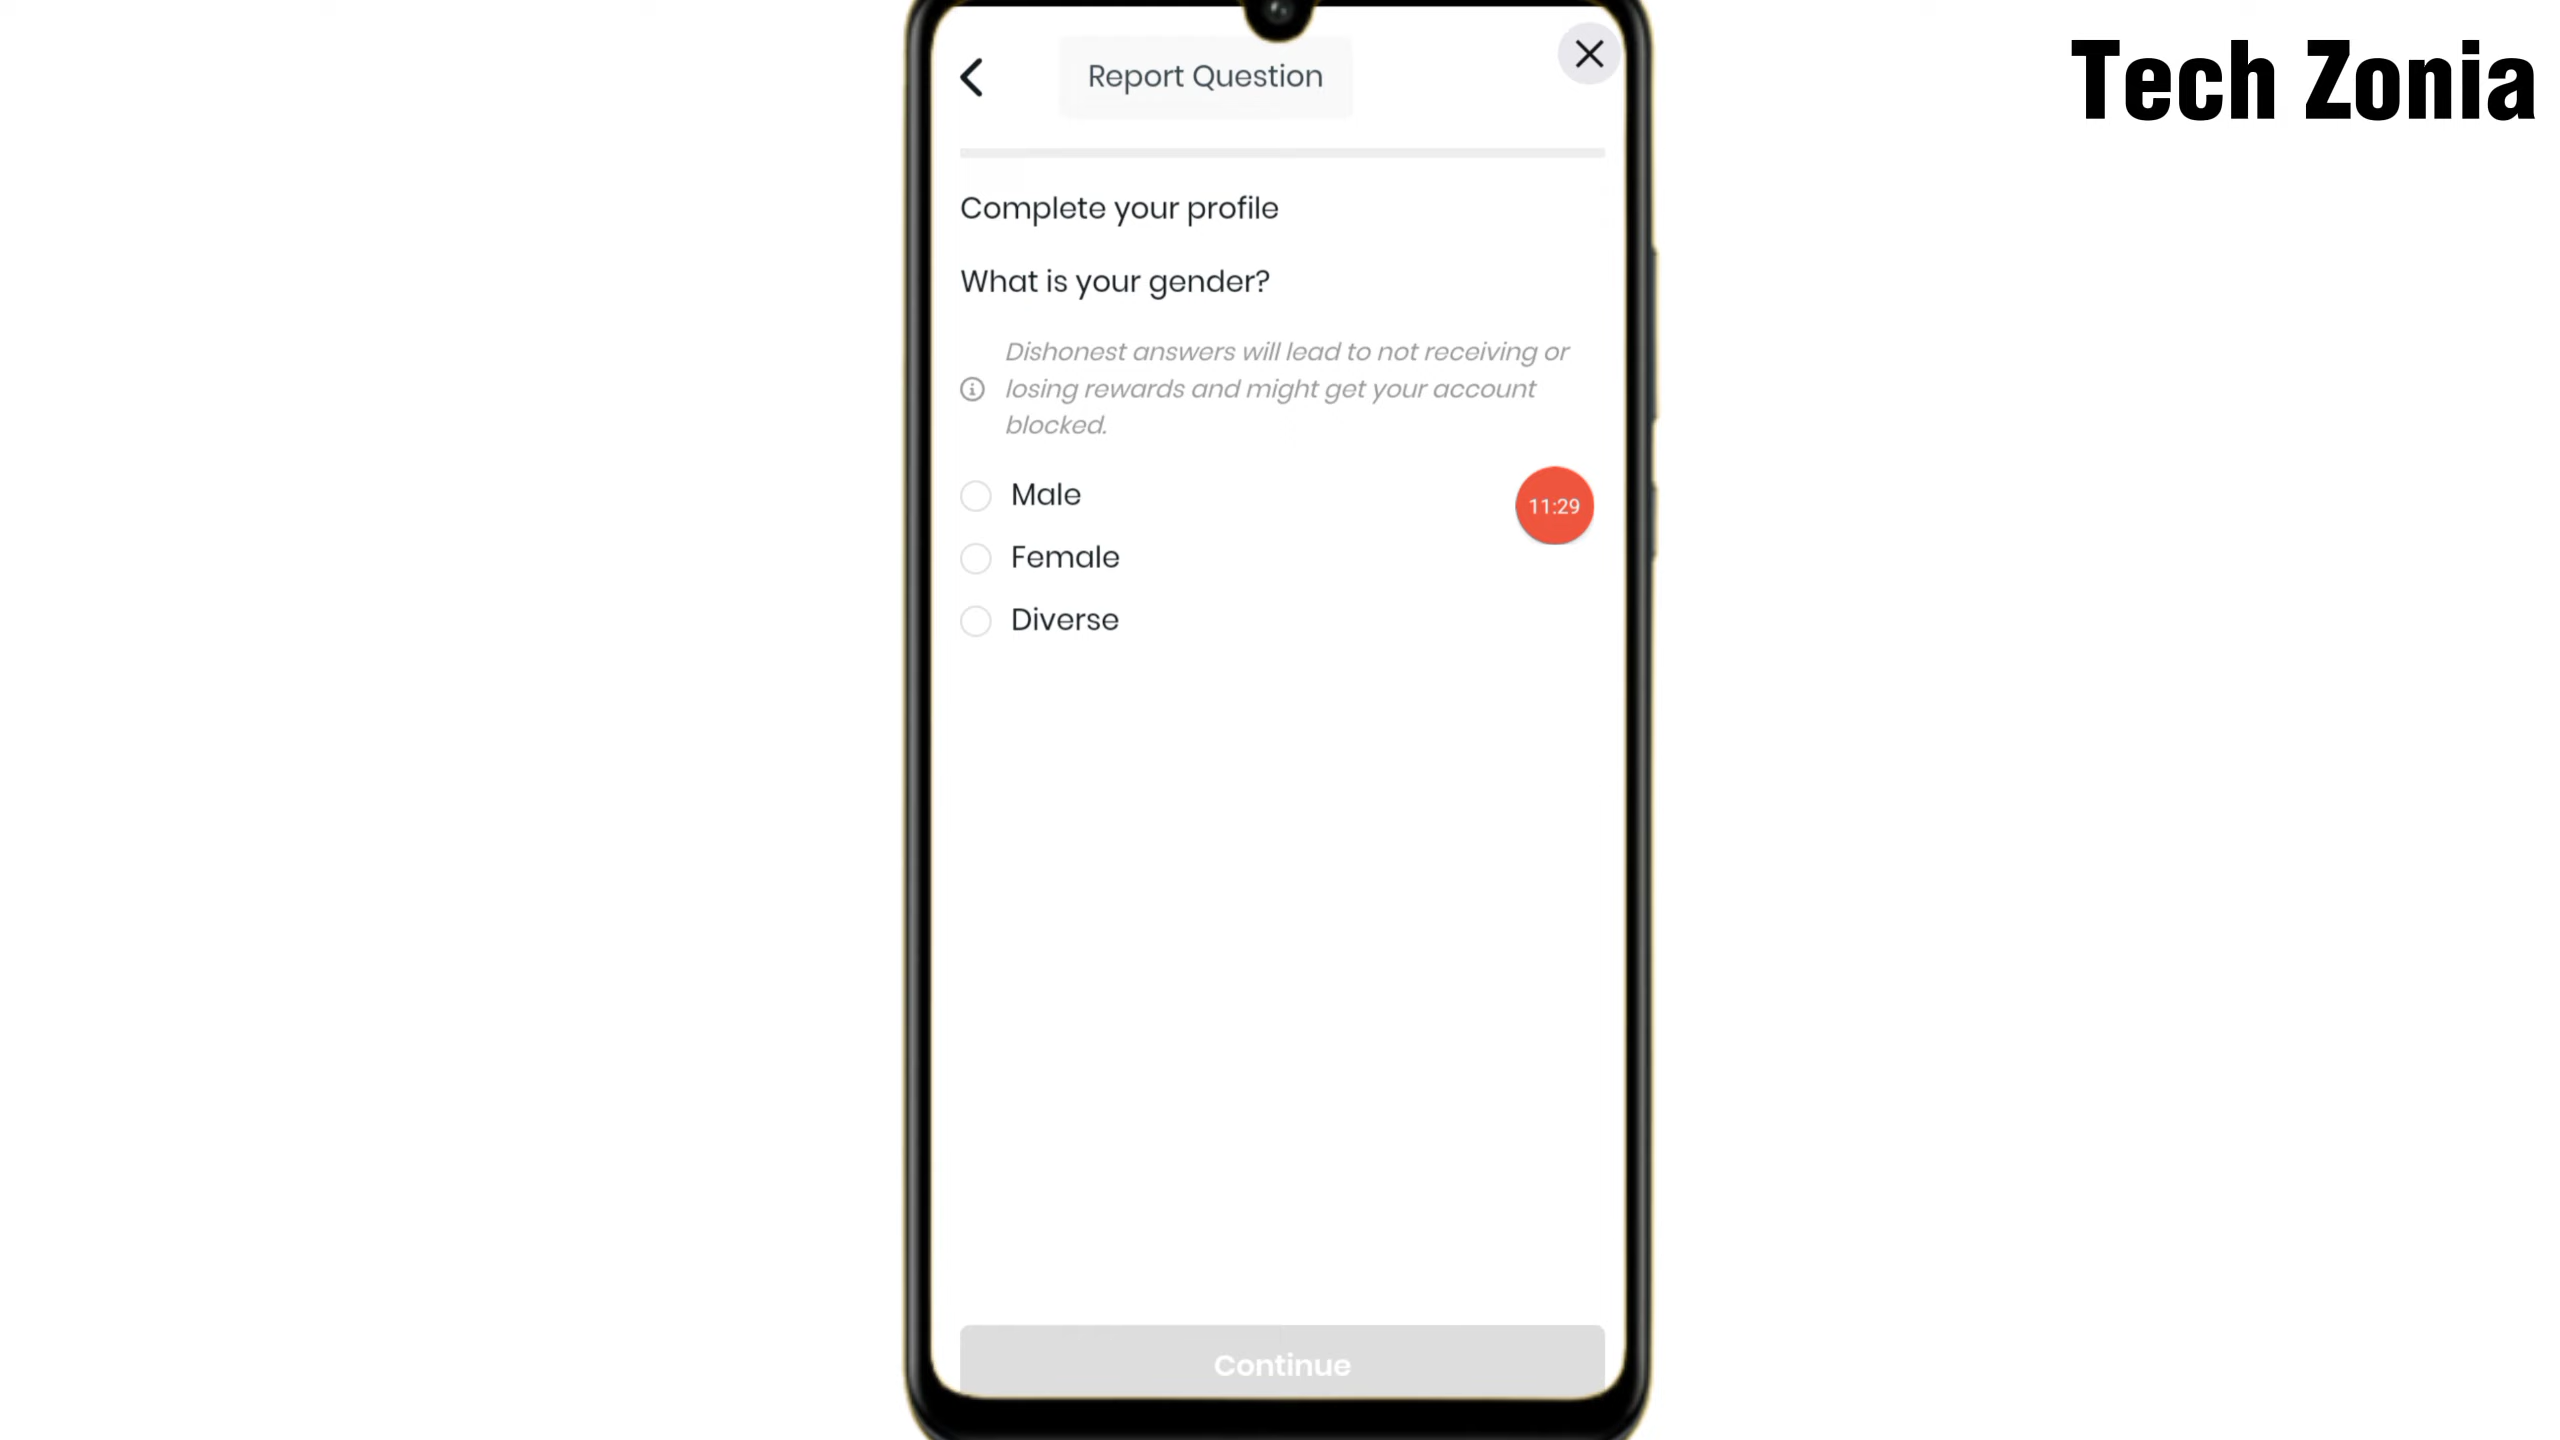 Tech Zonia
Report Question
Complete your profile
What is your gender?
Dishonest answers will lead to not receiving or
losing rewards and might get your account
blocked.
Male
11:29
Female
Diverse
Continue